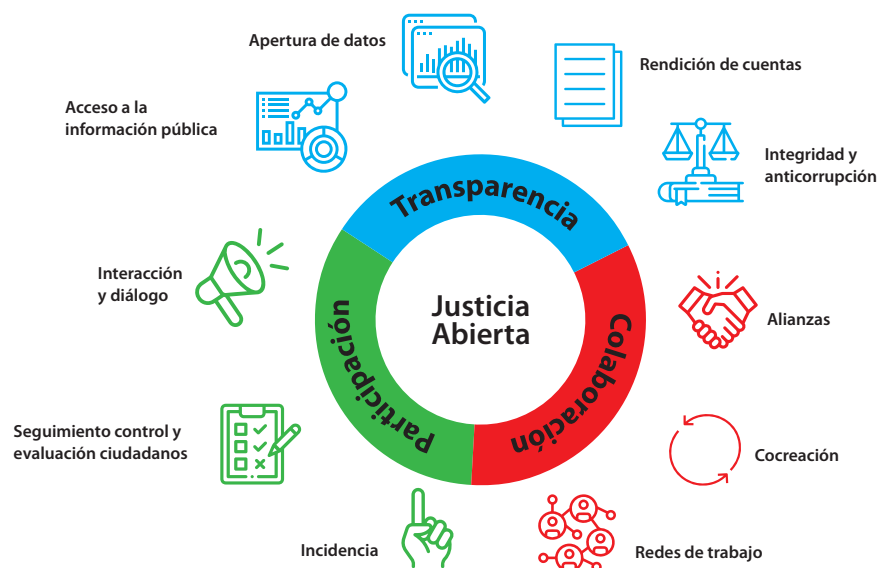 Apertura de datos
Rendición de cuentas
Acceso a la
información pública
Integridad y
anticorrupción
Transparencia
Interacción
y diálogo
Justicia
Abierta
Participación
Colaboración
Alianzas
Seguimiento control y
evaluación ciudadanos
Cocreación
Incidencia
Redes de trabajo